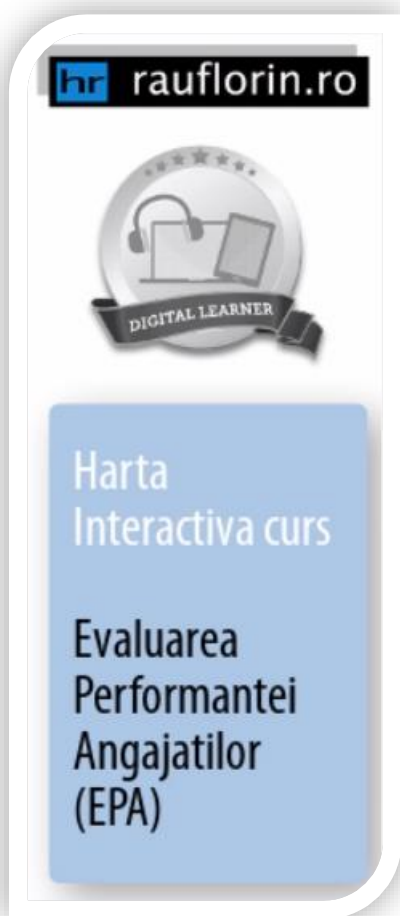 hr rauflorin.ro
DIGITAL LEARNER
Harta
Interactiva curs
Evaluarea
Performantei
Angajatilor
(EPA)